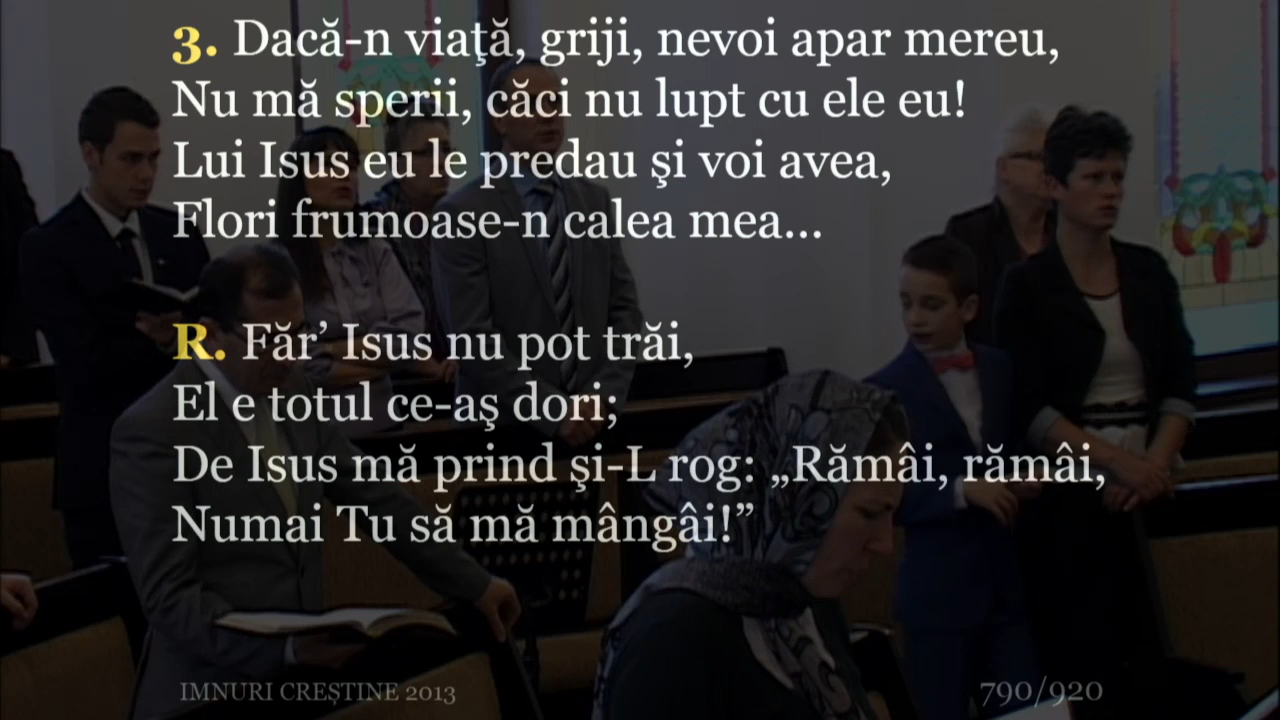 3. Dacă-n viaţă, griji, nevoi apar mereu,
Nu mă sperii, căci nu lupt cu ele eu!
Lui Isus eu le predau şi voi avea,
Flori frumoase-n calea mea...
R. Făr’ Isus nu pot trăi,
El e totul ce-aş dori;
De Isus mă prind şi-L rog: „Rămâi, rămâi,
Numai Tu să mă mângâi!”
IMNURI CREȘTINE 2013
790/920